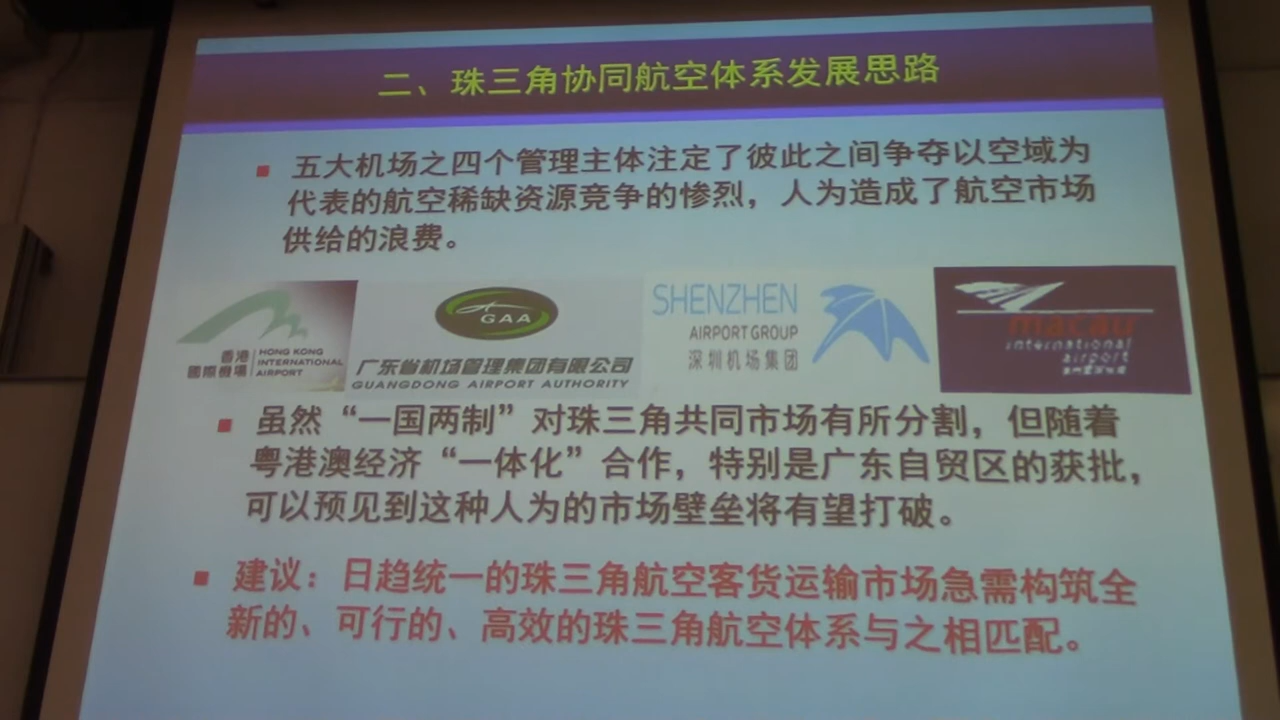 二、珠三角协同航空体系发展思路
五大机场之四个管理主体注定了彼此之间争夺以空域为
代表的航空稀缺资源竞争的惨烈，人为造成了航空市场
供给的浪费。
香港
國際機場
HONG KONG
INTERNATIONAL
AIRPORT
GAA
广东省机场管理集团有限公司
GUANGDONG AIRPORT AUTHORITY
SHENZHEN
AIRPORT GROUP
深圳机场集团
macau
international
airport
虽然“一国两制”对珠三角共同市场有所分割，但随着
粤港澳经济“一体化”合作，特别是广东自贸区的获批，
可以预见到这种人为的市场壁垒将有望打破。
建议：日趋统一的珠三角航空客货运输市场急需构筑全
新的、可行的、高效的珠三角航空体系与之相匹配。